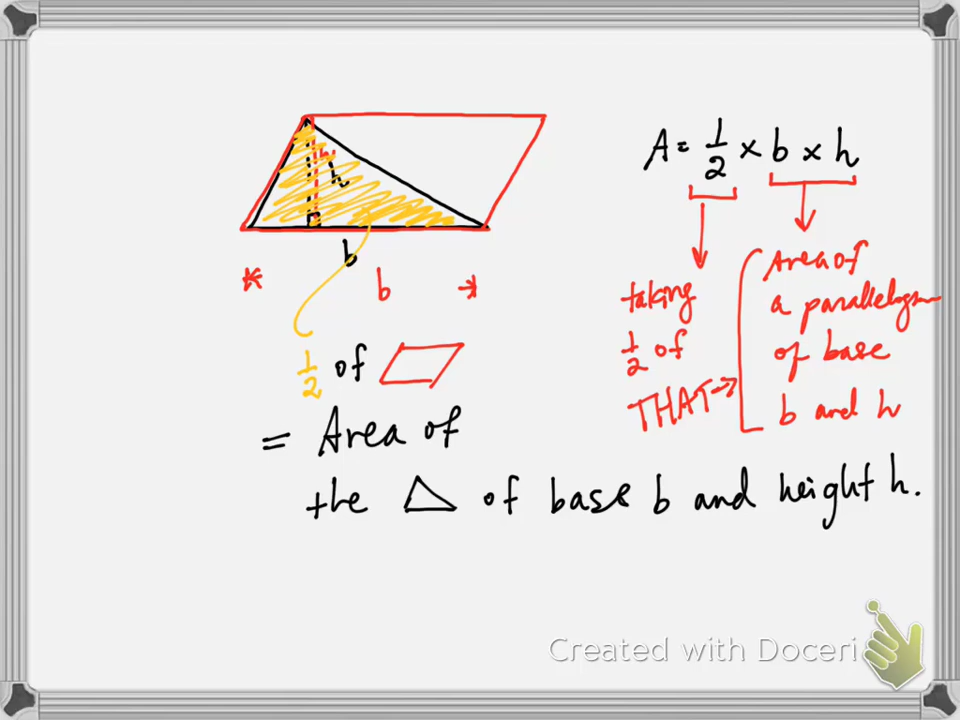 A = 1/2 × b × h
h
h
b
b
taking
1/2 of
THAT→
Area of
a parallelogram
of base
b and h
1/2 of
= Area of
the △ of base b and height h.
Created with Doceri